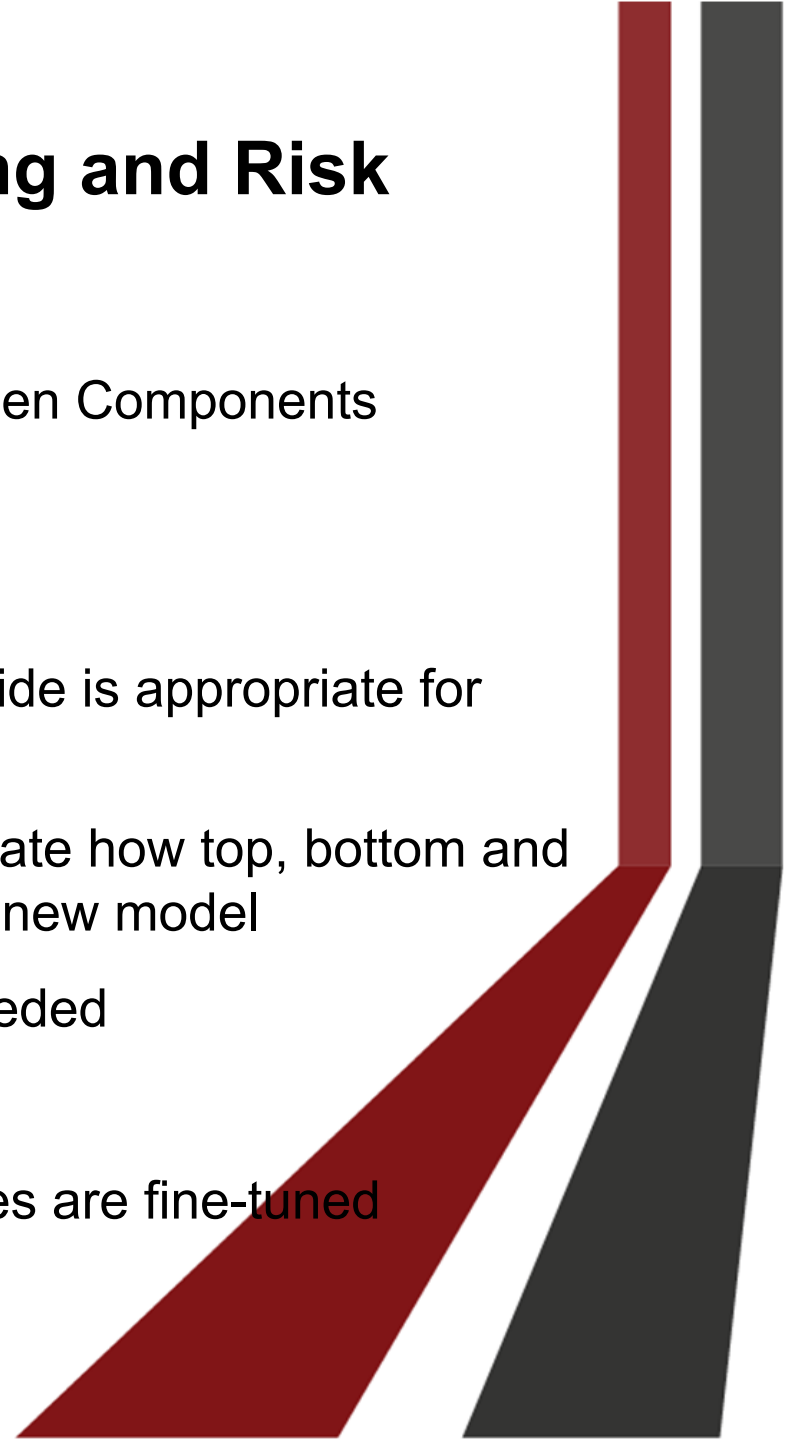 ng and Risk
en Components
ide is appropriate for
ate how top, bottom and
new model
eded
es are fine-tuned